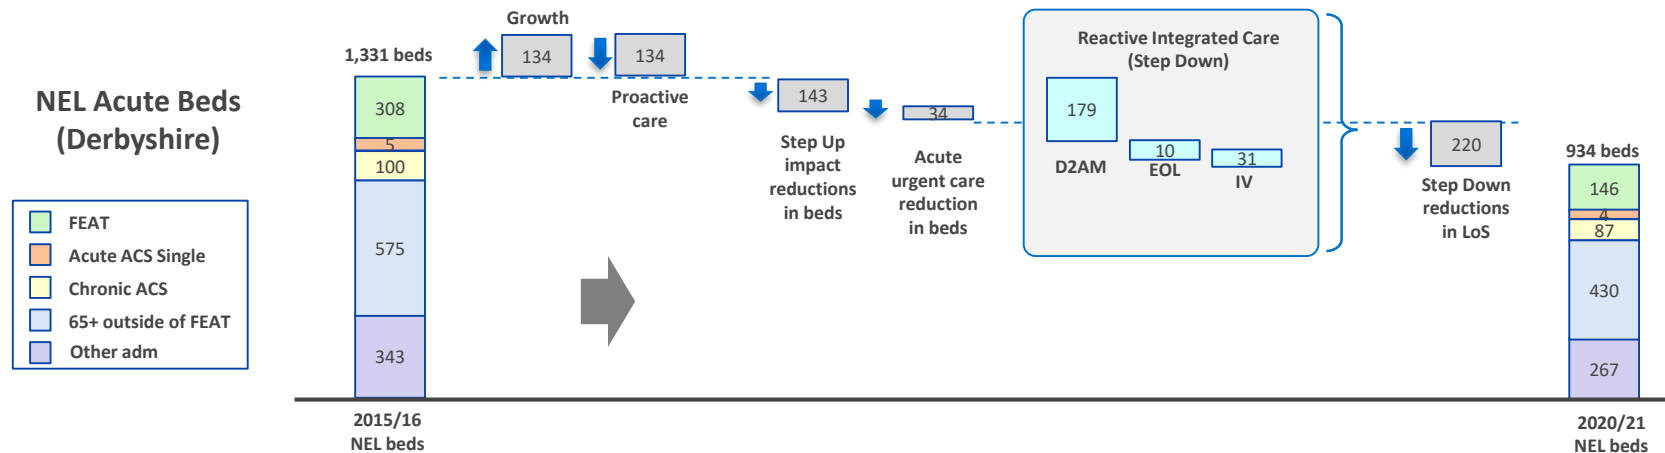 NEL Acute Beds
(Derbyshire)
FEAT
Acute ACS Single
Chronic ACS
65+ outside of FEAT
Other adm
1,331 beds
308
5
100
575
343
2015/16
NEL beds
Growth
134
134
Proactive
care
143
Step Up
impact
reductions
in beds
34
Acute
urgent care
reduction
in beds
Reactive Integrated Care
(Step Down)
179
D2AM
10
EOL
31
IV
220
Step Down
reductions
in LoS
934 beds
146
4
87
430
267
2020/21
NEL beds